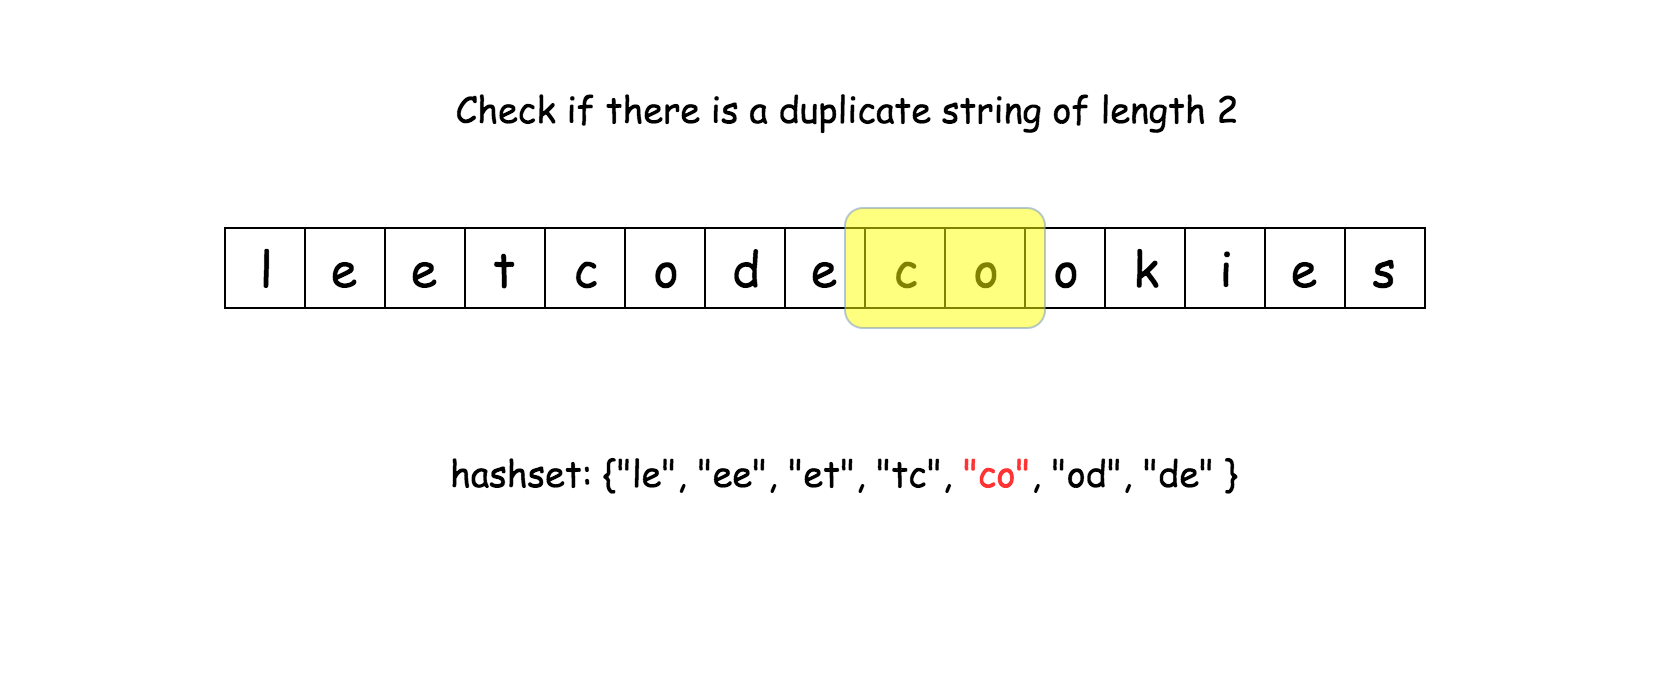 Check if there is a duplicate string of length 2
l e e t c o d e c o o k i e s
hashset: {"le", "ee", "et", "tc", "co", "od", "de" }